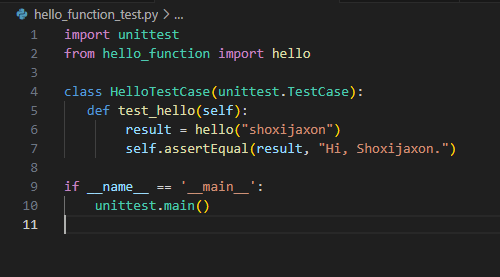 hello_function_test.py > ...
1 import unittest
2 from hello_function import hello
3
4 class HelloTestCase(unittest.TestCase):
5 def test_hello(self):
6 result = hello("shoxijaxon")
7 self.assertEqual(result, "Hi, Shoxijaxon.")
8
9 if __name__ == '__main__':
10 unittest.main()
11